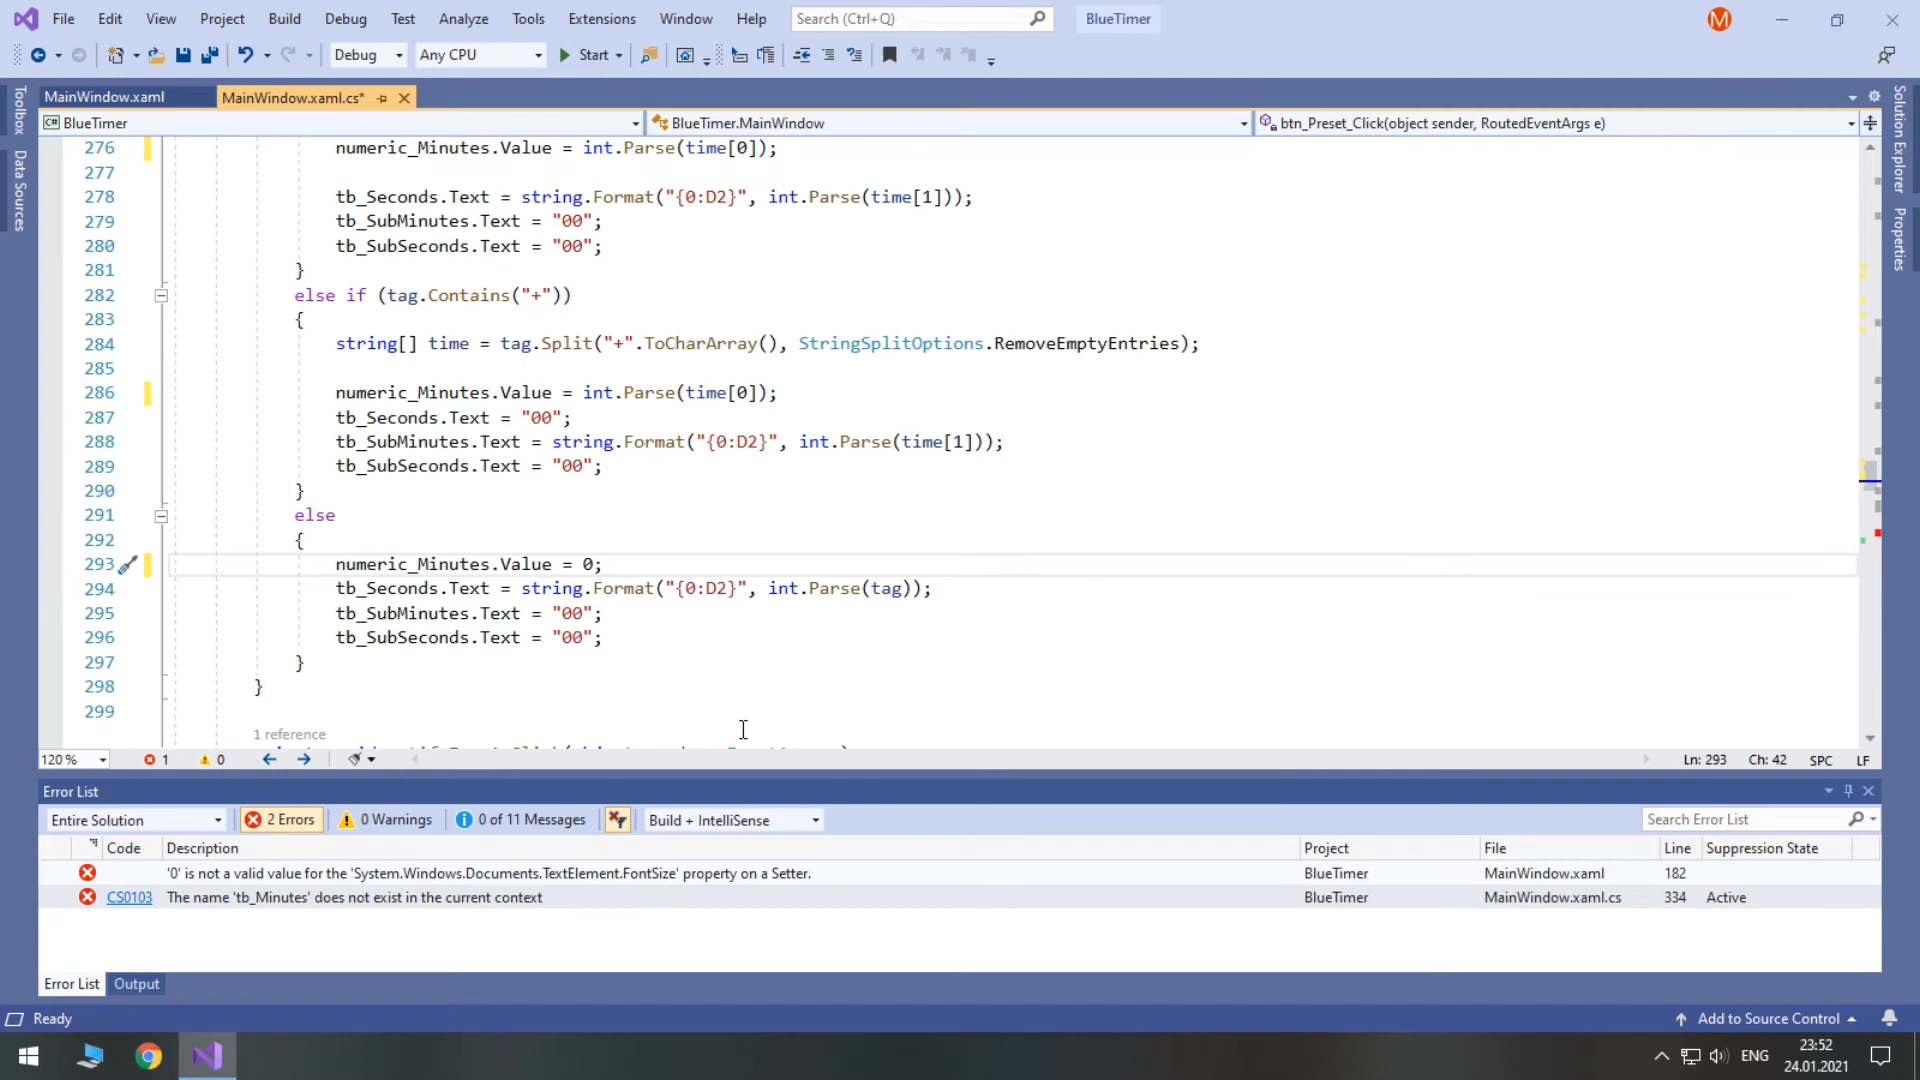 File Edit View Project Build Debug Test Analyze Tools Extensions Window Help Search (Ctrl+Q) BlueTimer M
Debug Any CPU Start
Toolbox
Data Sources
MainWindow.xaml MainWindow.xaml.cs*
BlueTimer BlueTimer.MainWindow btn_Preset_Click(object sender, RoutedEventArgs e)
276 numeric_Minutes.Value = int.Parse(time[0]);
277
278 tb_Seconds.Text = string.Format("{0:D2}", int.Parse(time[1]));
279 tb_SubMinutes.Text = "00";
280 tb_SubSeconds.Text = "00";
281 }
282 else if (tag.Contains("+"))
283 {
284 string[] time = tag.Split("+".ToCharArray(), StringSplitOptions.RemoveEmptyEntries);
285
286 numeric_Minutes.Value = int.Parse(time[0]);
287 tb_Seconds.Text = "00";
288 tb_SubMinutes.Text = string.Format("{0:D2}", int.Parse(time[1]));
289 tb_SubSeconds.Text = "00";
290 }
291 else
292 {
293 numeric_Minutes.Value = 0;
294 tb_Seconds.Text = string.Format("{0:D2}", int.Parse(tag));
295 tb_SubMinutes.Text = "00";
296 tb_SubSeconds.Text = "00";
297 }
298 }
299
1 reference
120 % 1 0 Ln: 293 Ch: 42 SPC LF
Solution Explorer
Properties
Error List
Entire Solution 2 Errors 0 Warnings 0 of 11 Messages Build + IntelliSense Search Error List
Code Description Project File Line Suppression State
'0' is not a valid value for the 'System.Windows.Documents.TextElement.FontSize' property on a Setter. BlueTimer MainWindow.xaml 182
CS0103 The name 'tb_Minutes' does not exist in the current context BlueTimer MainWindow.xaml.cs 334 Active
Error List Output
Ready Add to Source Control
ENG 23:52
24.01.2021